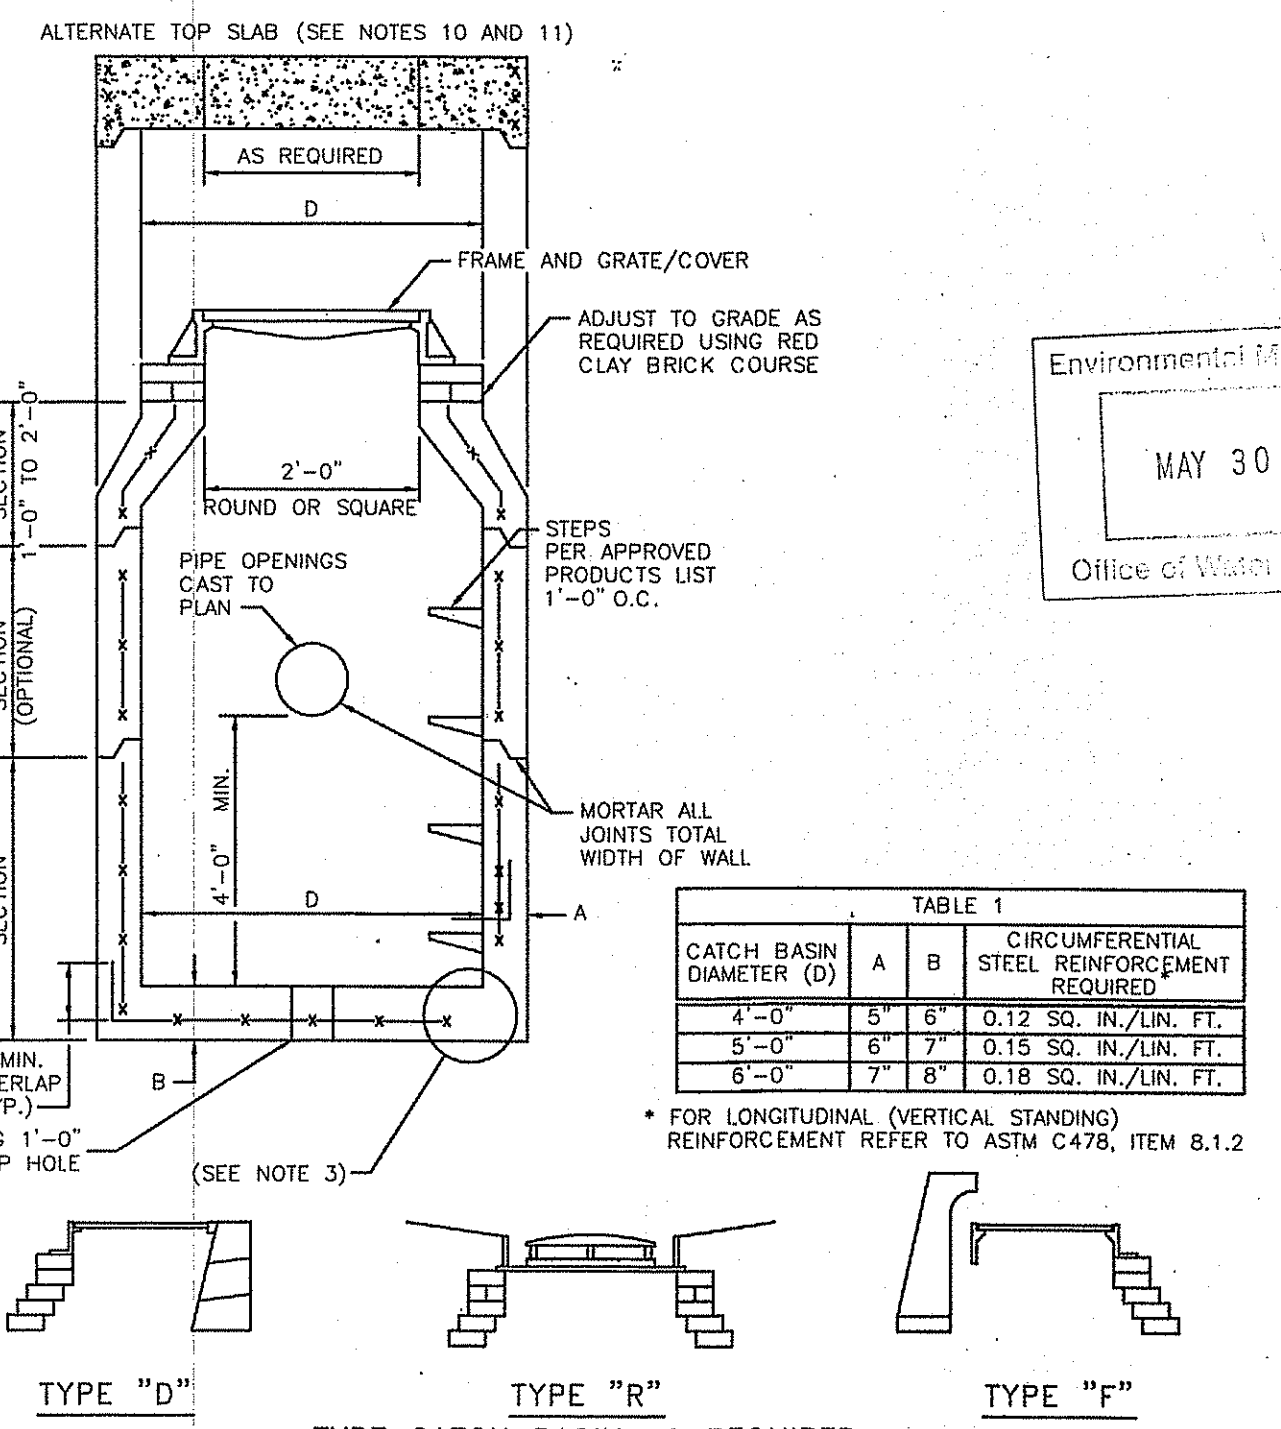 ALTERNATE TOP SLAB (SEE NOTES 10 AND 11)
AS REQUIRED
D
FRAME AND GRATE/COVER
ADJUST TO GRADE AS
REQUIRED USING RED
CLAY BRICK COURSE
Environmental M
MAY 30
Office of Water
SECTION
1'-0" TO 2'-0"
2'-0"
ROUND OR SQUARE
STEPS
PER APPROVED
PRODUCTS LIST
1'-0" O.C.
PIPE OPENINGS
CAST TO
PLAN
SECTION
(OPTIONAL)
4'-0" MIN.
MORTAR ALL
JOINTS TOTAL
WIDTH OF WALL
SECTION
D
A
TABLE 1
CATCH BASIN DIAMETER (D) A B CIRCUMFERENTIAL STEEL REINFORCEMENT REQUIRED*
4'-0" 5" 6" 0.12 SQ. IN./LIN. FT.
5'-0" 6" 7" 0.15 SQ. IN./LIN. FT.
6'-0" 7" 8" 0.18 SQ. IN./LIN. FT.
* FOR LONGITUDINAL (VERTICAL STANDING)
REINFORCEMENT REFER TO ASTM C478, ITEM 8.1.2
MIN.
ERLAP
YP.)
B
1'-0"
P HOLE
(SEE NOTE 3)
TYPE "D"
TYPE "R"
TYPE "F"